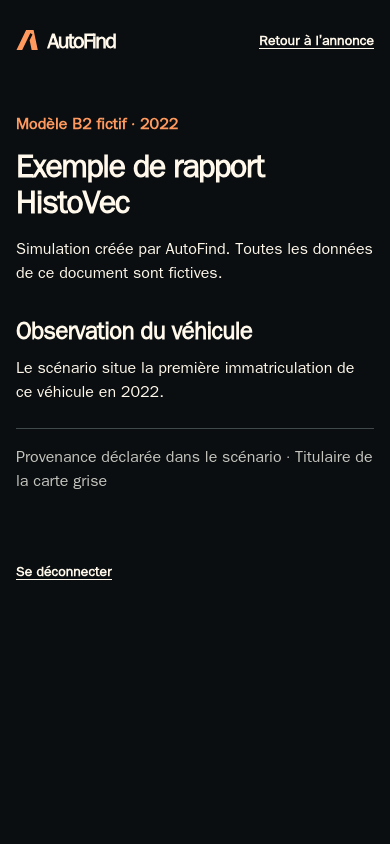 AutoFind
Retour à l'annonce
Modèle B2 fictif · 2022
Exemple de rapport
HistoVec
Simulation créée par AutoFind. Toutes les données
de ce document sont fictives.
Observation du véhicule
Le scénario situe la première immatriculation de
ce véhicule en 2022.
Provenance déclarée dans le scénario · Titulaire de
la carte grise
Se déconnecter